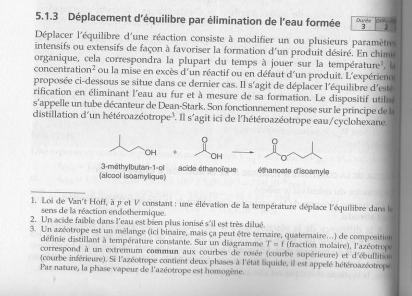 5.1.3 Déplacement d'équilibre par élimination de l'eau formée
Durée
3 2
Déplacer l'équilibre d'une réaction consiste à modifier un ou plusieurs paramètres
intensifs ou extensifs de façon à favoriser la formation d'un produit désiré. En chimie
organique, cela correspond la plupart du temps à jouer sur la température¹, la
concentration² ou la mise en excès d'un réactif ou en défaut d'un produit. L'expérience
proposée ci-dessous se situe dans ce dernier cas. Il s'agit de déplacer l'équilibre d'esté-
rification en éliminant l'eau au fur et à mesure de sa formation. Le dispositif utilisé
s'appelle un tube décanteur de Dean-Stark. Son fonctionnement repose sur le principe de la
distillation d'un hétéroazéotrope³. Il s'agit ici de l'hétéroazéotrope eau/cyclohexane.
OH + O OH O O
3-méthylbutan-1-ol acide éthanoïque éthanoate d'isoamyle
(alcool isoamylique)
1. Loi de Van't Hoff, à p et V constant : une élévation de la température déplace l'équilibre dans le
sens de la réaction endothermique.
2. Un acide faible dans l'eau est bien plus ionisé s'il est très dilué.
3. Un azéotrope est un mélange (ici binaire, mais ça peut être ternaire, quaternaire…) de composition
définie distillant à température constante. Sur un diagramme T = f (fraction molaire), l'azéotrope
correspond à un extremum commun aux courbes de rosée (courbe supérieure) et d'ébullition
(courbe inférieure). Si l'azéotrope contient deux phases à l'état liquide, il est appelé hétéroazéotrope.
Par nature, la phase vapeur de l'azéotrope est homogène.